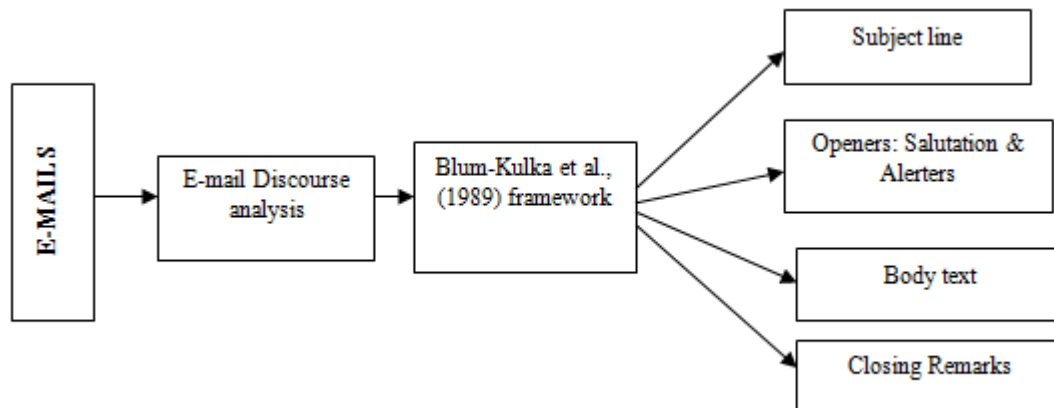 E-MAILS
E-mail Discourse
analysis
Blum-Kulka et al.,
(1989) framework
Subject line
Openers: Salutation &
Alerters
Body text
Closing Remarks